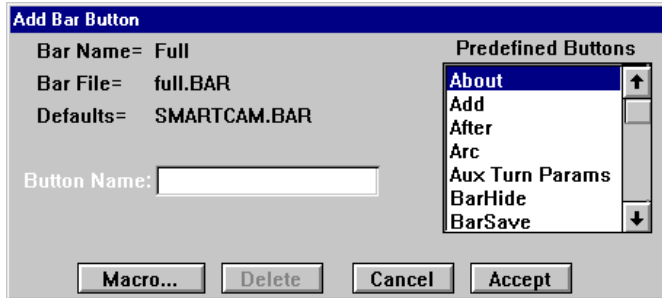 Add Bar Button
Bar Name= Full
Bar File= full.BAR
Defaults= SMARTCAM.BAR
Button Name:
Predefined Buttons
About
Add
After
Arc
Aux Turn Params
BarHide
BarSave
Macro... Delete Cancel Accept